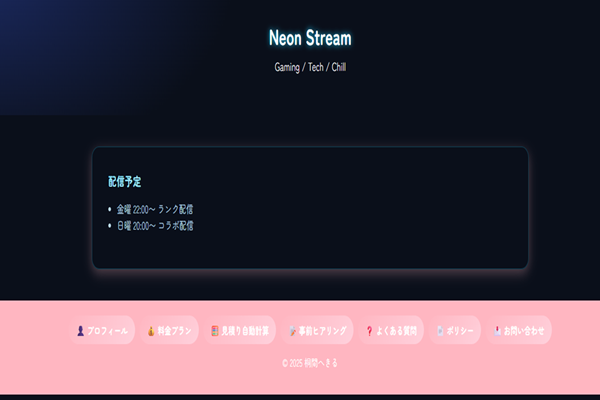 Neon Stream
Gaming / Tech / Chill
配信予定
• 金曜 22:00〜 ランク配信
• 日曜 20:00〜 コラボ配信
プロフィール 料金プラン 見積り自動計算 事前ヒアリング ❓ よくある質問 ポリシー お問い合わせ
© 2025 桐間へきる